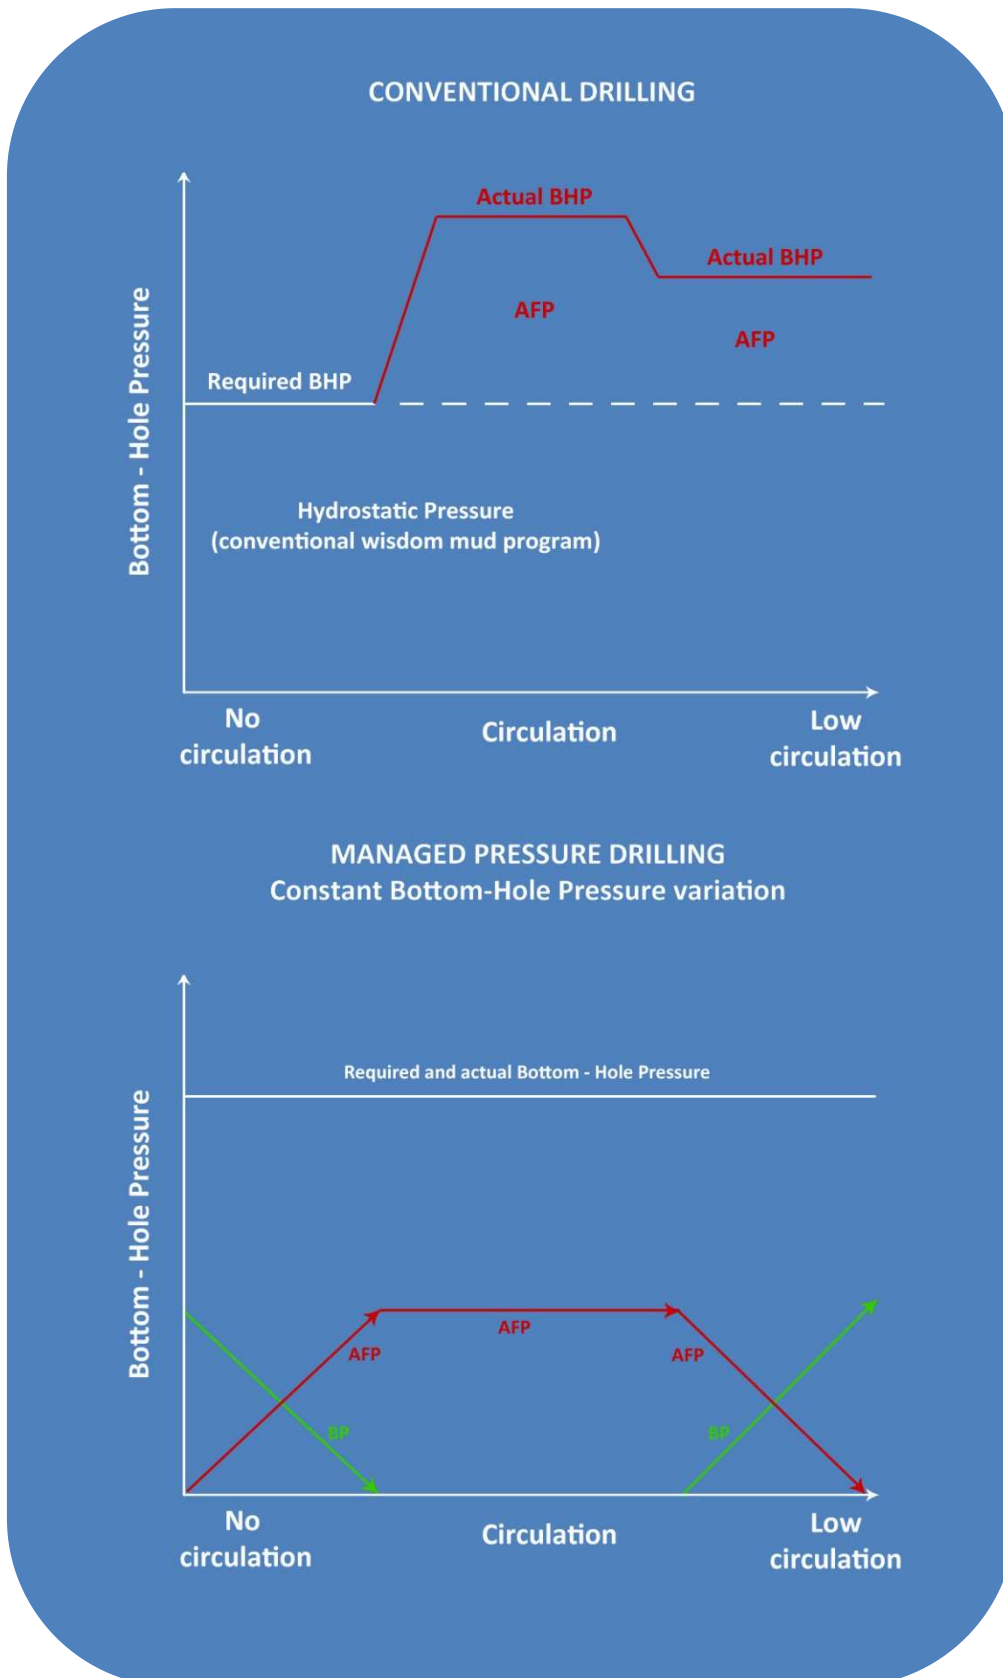 CONVENTIONAL DRILLING
Actual BHP
Actual BHP
AFP
AFP
Required BHP
Bottom - Hole Pressure
Hydrostatic Pressure
(conventional wisdom mud program)
No
circulation
Circulation
Low
circulation
MANAGED PRESSURE DRILLING
Constant Bottom-Hole Pressure variation
Required and actual Bottom - Hole Pressure
Bottom - Hole Pressure
AFP
AFP
AFP
BP
BP
No
circulation
Circulation
Low
circulation